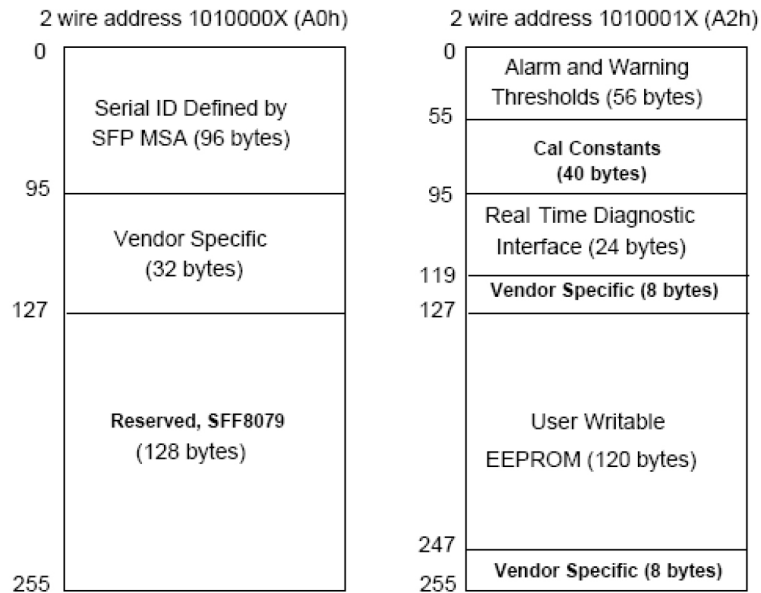 2 wire address 1010000X (A0h)
0
Serial ID Defined by
SFP MSA (96 bytes)
95
Vendor Specific
(32 bytes)
127
Reserved, SFF8079
(128 bytes)
255
2 wire address 1010001X (A2h)
0
Alarm and Warning
Thresholds (56 bytes)
55
Cal Constants
(40 bytes)
95
Real Time Diagnostic
Interface (24 bytes)
119
Vendor Specific (8 bytes)
127
User Writable
EEPROM (120 bytes)
247
Vendor Specific (8 bytes)
255